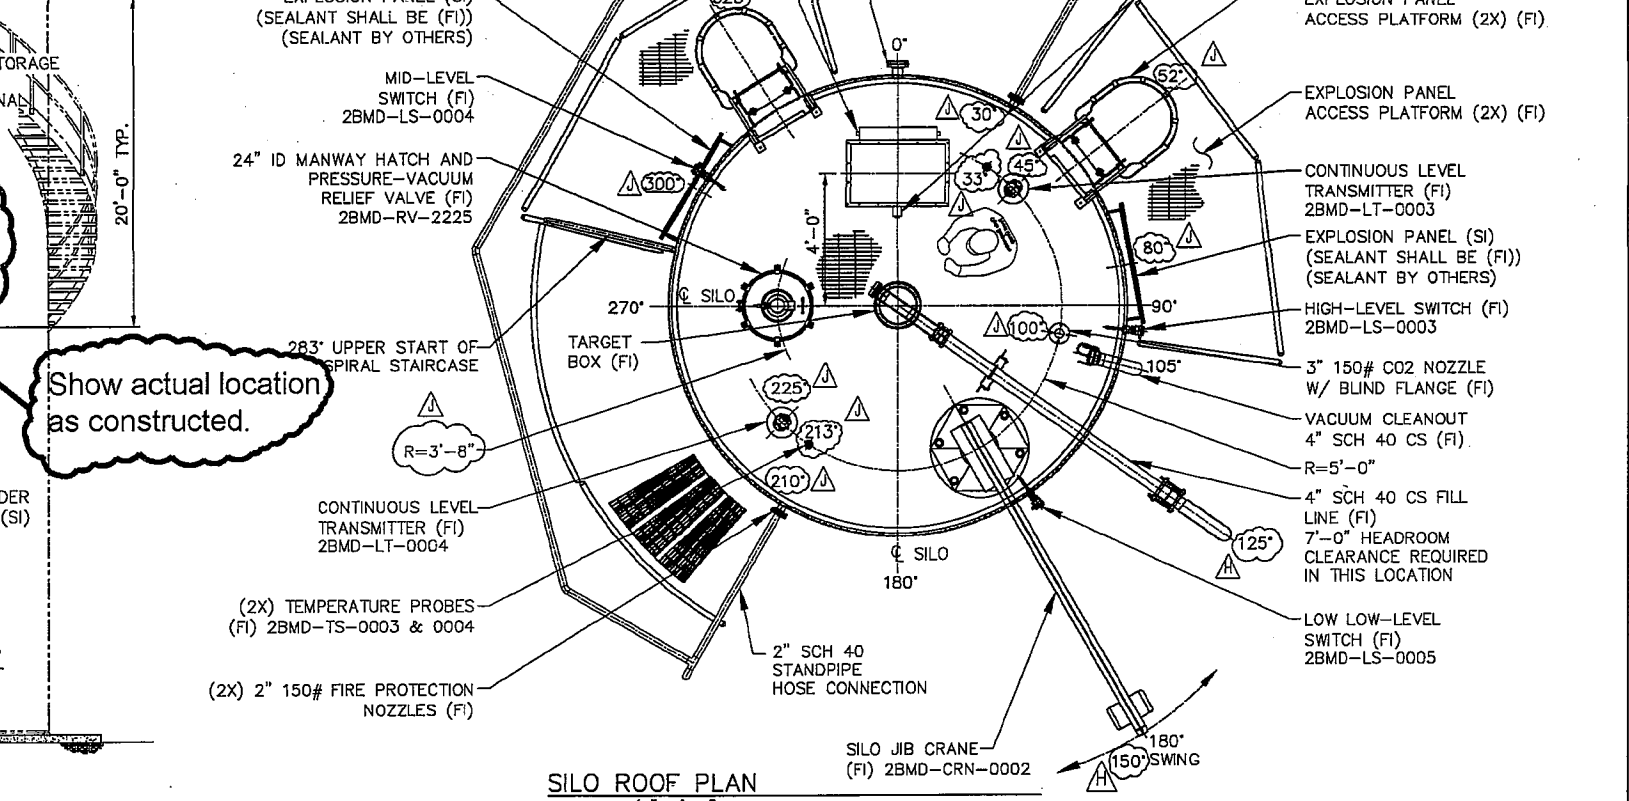 (SEALANT SHALL BE (FI))
(SEALANT BY OTHERS)
MID-LEVEL
SWITCH (FI)
2BMD-LS-0004
24" ID MANWAY HATCH AND
PRESSURE-VACUUM
RELIEF VALVE (FI)
2BMD-RV-2225
20'-0" TYP.
283° UPPER START OF
SPIRAL STAIRCASE
Show actual location
as constructed.
J
R=3'-8"
CONTINUOUS LEVEL
TRANSMITTER (FI)
2BMD-LT-0004
(2X) TEMPERATURE PROBES
(FI) 2BMD-TS-0003 & 0004
(2X) 2" 150# FIRE PROTECTION
NOZZLES (FI)
(SI)
0°
J 300°
J 30°
J
45°
33°
J
52° J
80° J
4'-0"
270°
℄ SILO
90°
TARGET
BOX (FI)
J 100°
105°
225° J
213° J
210° J
℄ SILO
180°
125°
H
2" SCH 40
STANDPIPE
HOSE CONNECTION
SILO JIB CRANE
(FI) 2BMD-CRN-0002
180°
SWING
H 150°
SILO ROOF PLAN
ACCESS PLATFORM (2X) (FI)
EXPLOSION PANEL
ACCESS PLATFORM (2X) (FI)
CONTINUOUS LEVEL
TRANSMITTER (FI)
2BMD-LT-0003
EXPLOSION PANEL (SI)
(SEALANT SHALL BE (FI))
(SEALANT BY OTHERS)
HIGH-LEVEL SWITCH (FI)
2BMD-LS-0003
3" 150# CO2 NOZZLE
W/ BLIND FLANGE (FI)
VACUUM CLEANOUT
4" SCH 40 CS (FI)
R=5'-0"
4" SCH 40 CS FILL
LINE (FI)
7'-0" HEADROOM
CLEARANCE REQUIRED
IN THIS LOCATION
LOW LOW-LEVEL
SWITCH (FI)
2BMD-LS-0005